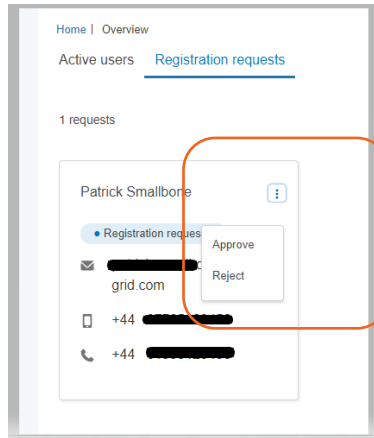 Home | Overview
Active users Registration requests
1 requests
Patrick Smallbone
Registration reques
Approve
Reject
grid.com
+44
+44